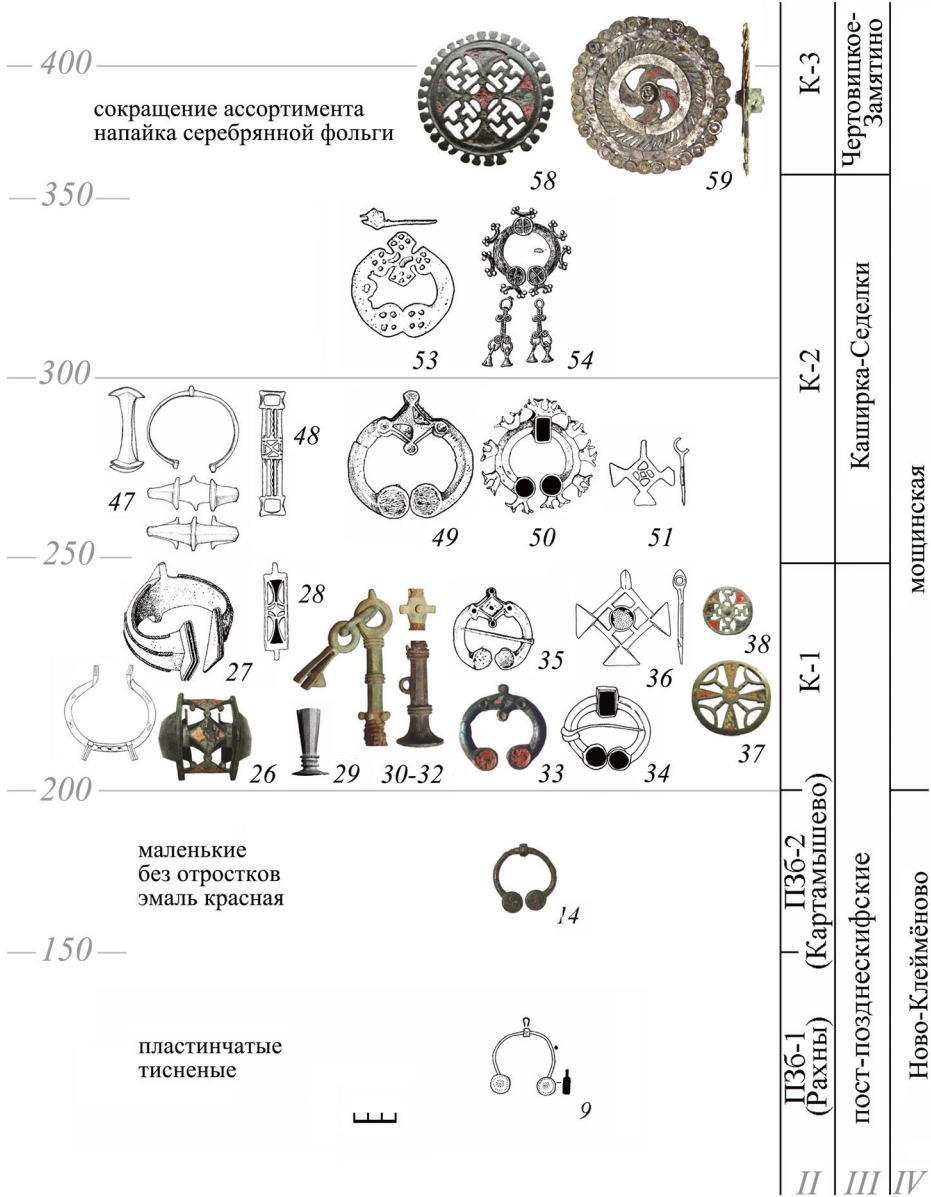 400
сокращение ассортимента
напайка серебрянной фольги
58
59
350
53
54
300
47
48
49
50
51
250
27
28
26
29
30-32
35
33
34
36
38
37
200
маленькие
без отростков
эмаль красная
14
150
пластинчатые
тисненые
9
К-3
К-2
К-1
ПЗб-2
(Картамышево)
ПЗб-1
(Рахны)
II
Чертовицкое-
Замятино
Каширка-Седелки
пост-позднескифские
III
мощинская
Ново-Клеймёново
IV